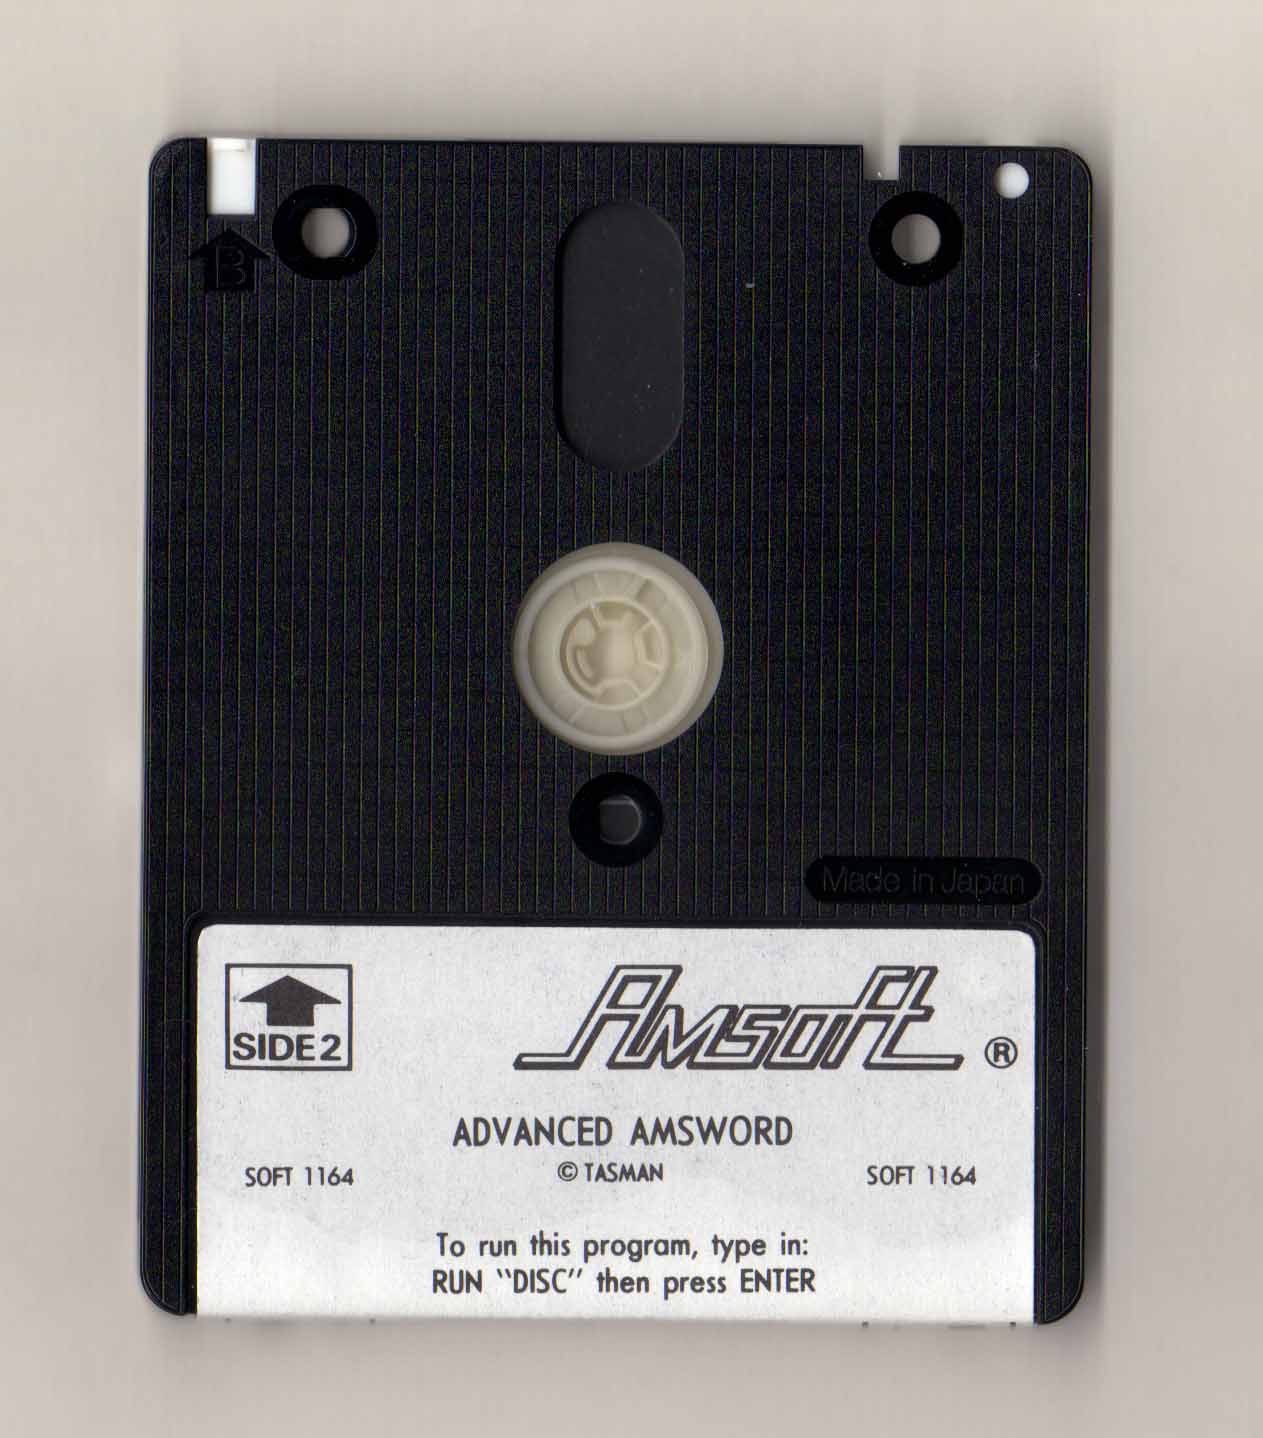 B
Made in Japan
SIDE 2
Amsoft ®
ADVANCED AMSWORD
SOFT 1164 © TASMAN SOFT 1164
To run this program, type in:
RUN "DISC" then press ENTER